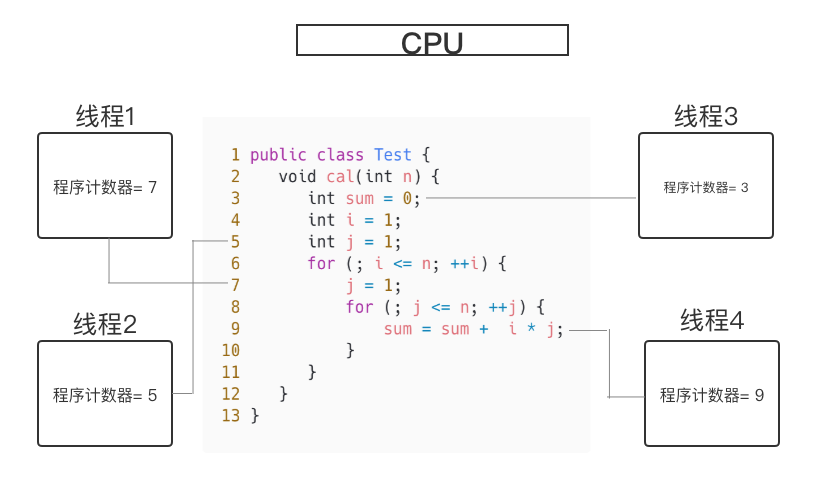 CPU
线程1
程序计数器= 7
线程2
程序计数器= 5
1 public class Test {
2    void cal(int n) {
3       int sum = 0;
4       int i = 1;
5       int j = 1;
6       for (; i <= n; ++i) {
7           j = 1;
8           for (; j <= n; ++j) {
9               sum = sum +  i * j;
10          }
11      }
12   }
13 }
线程3
程序计数器= 3
线程4
程序计数器= 9